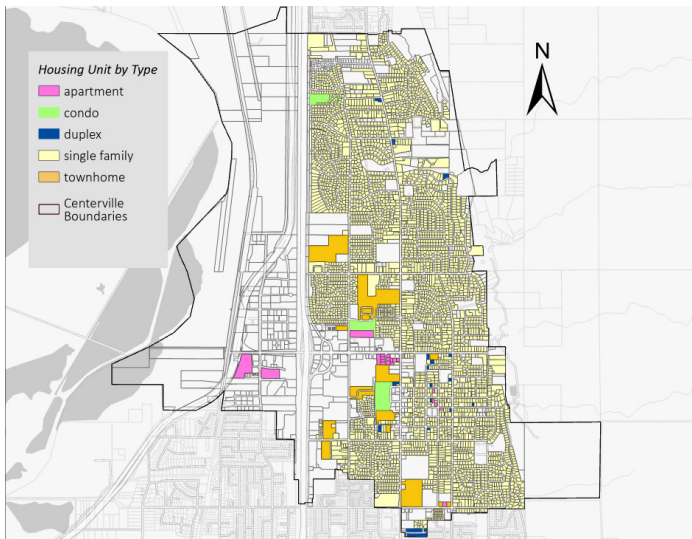 N
Housing Unit by Type
apartment
condo
duplex
single family
townhome
Centerville
Boundaries